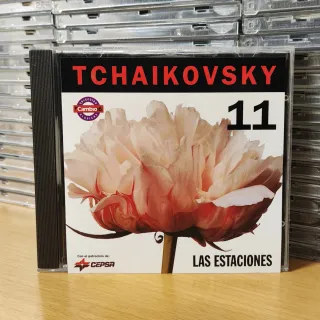 TCHAIKOVSKY
Cambio
11
Con el patrocinio de:
CEPSA
LAS ESTACIONES